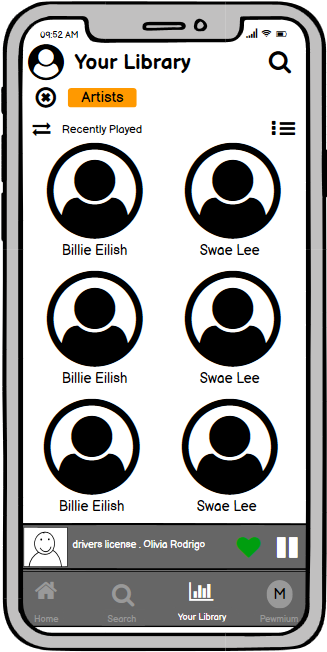 09:52 AM
Your Library
Artists
Recently Played
Billie Eilish Swae Lee
Billie Eilish Swae Lee
Billie Eilish Swae Lee
drivers license . Olivia Rodrigo
M
Home Search Your Library Pewmium